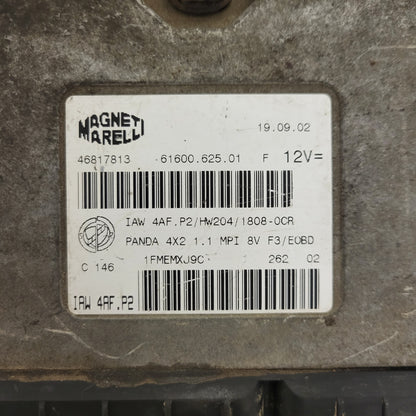 MAGNETI
MARELLI
19.09.02
46817813 61600.625.01 F 12V=
IAW 4AF.P2/HW204/1808-0CR
PANDA 4X2 1.1 MPI 8V F3/EOBD
C 146 1FMEMXJ9C 1 262 02
IAW 4AF.P2